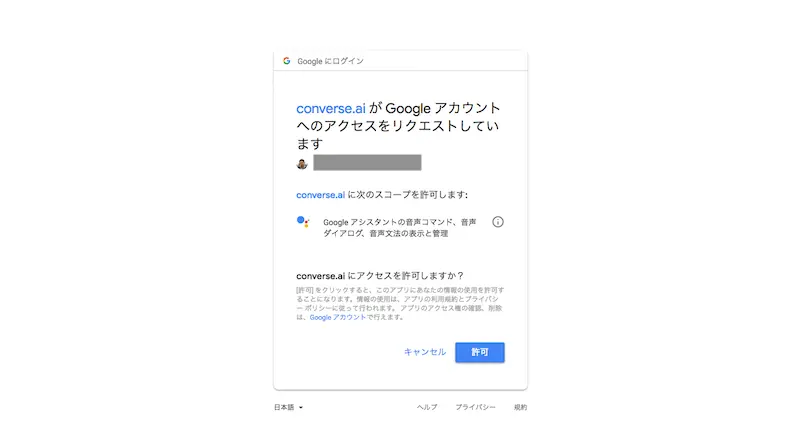 Google にログイン
converse.ai が Google アカウント
へのアクセスをリクエストしてい
ます
converse.ai に次のスコープを許可します:
Google アシスタントの音声コマンド、音声
ダイアログ、音声文法の表示と管理
converse.ai にアクセスを許可しますか？
[許可] をクリックすると、このアプリにあなたの情報の使用を許可す
ることになります。情報の使用は、アプリの利用規約とプライバシ
ー ポリシーに従って行われます。 アプリのアクセス権の確認、削除
は、Google アカウントで行えます。
キャンセル 許可
日本語 ヘルプ プライバシー 規約